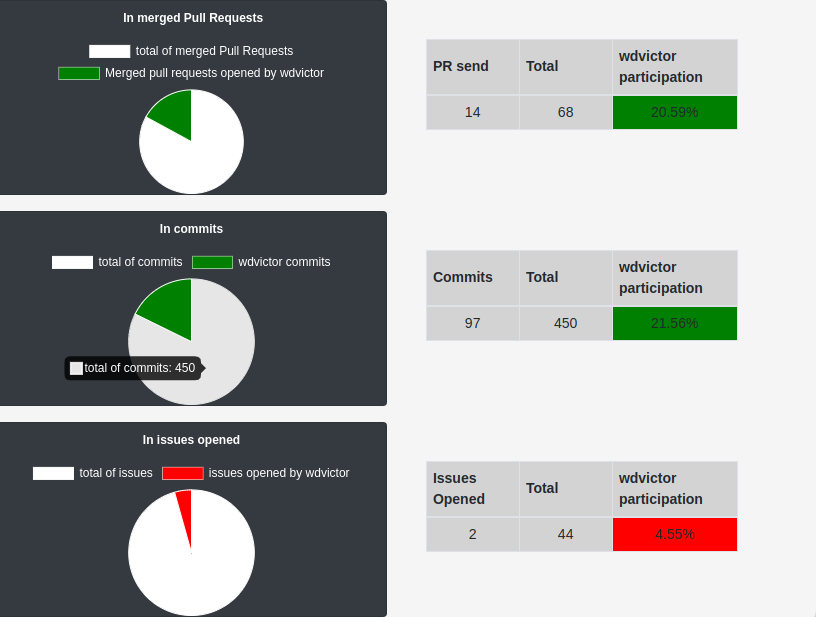 In merged Pull Requests
total of merged Pull Requests
Merged pull requests opened by wdvictor
PR send Total wdvictor participation
14 68 20.59%
In commits
total of commits wdvictor commits
total of commits: 450
Commits Total wdvictor participation
97 450 21.56%
In issues opened
total of issues issues opened by wdvictor
Issues Opened Total wdvictor participation
2 44 4.55%